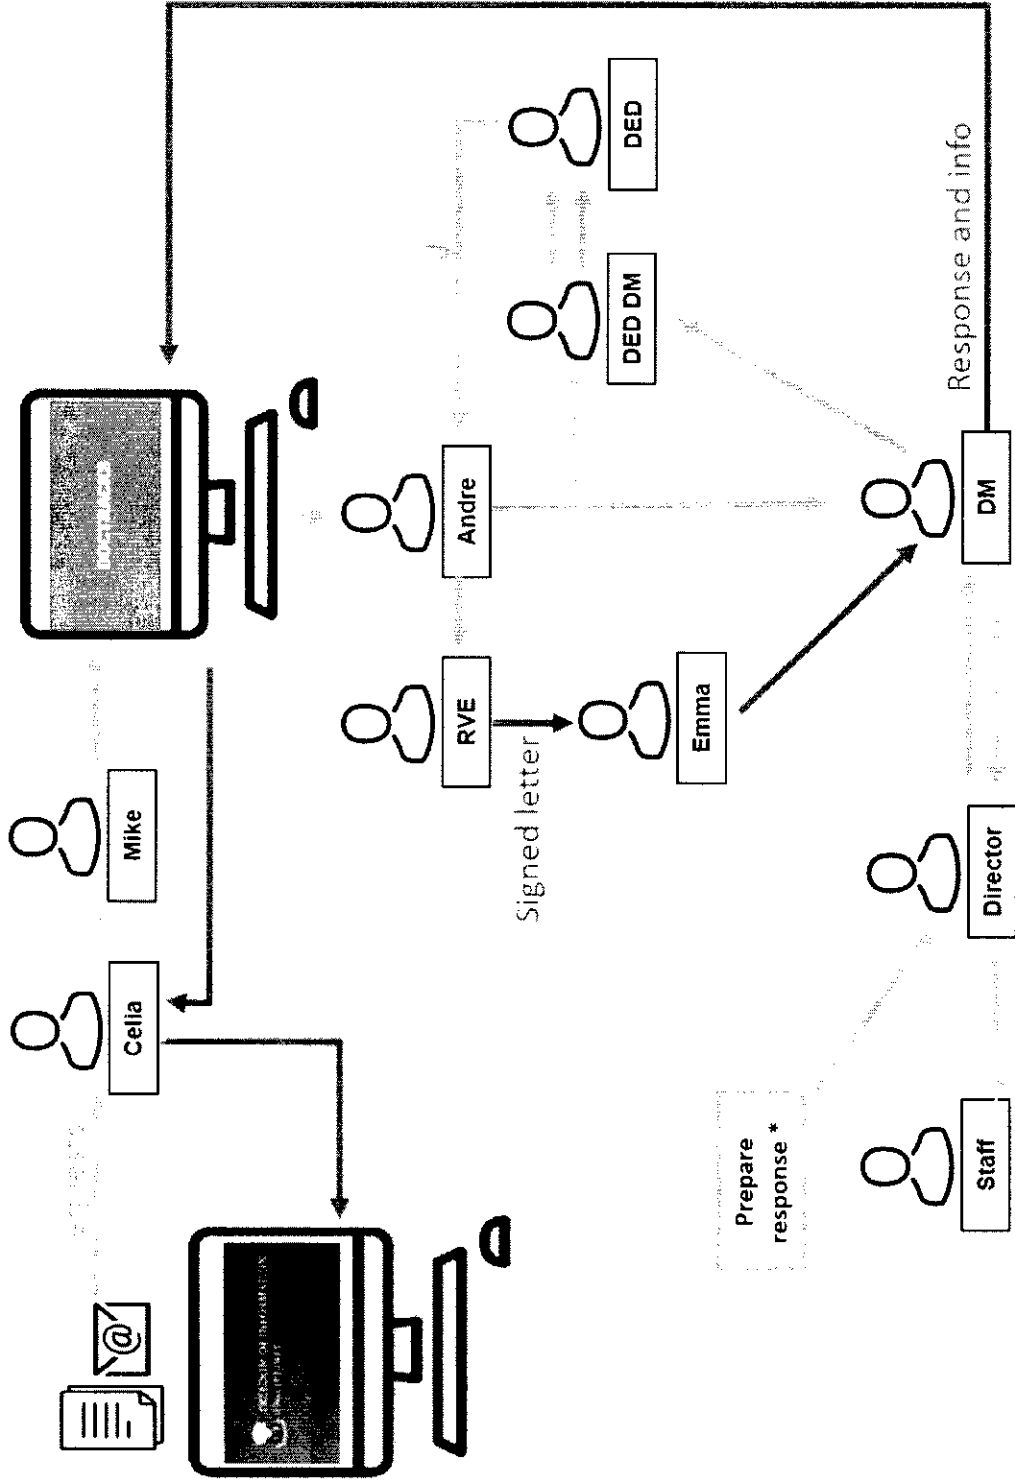 @
Celia
Mike
RVE
Andre
Signed letter
DED DM
DED
Emma
Prepare
response *
Response and info
Staff
Director
DM